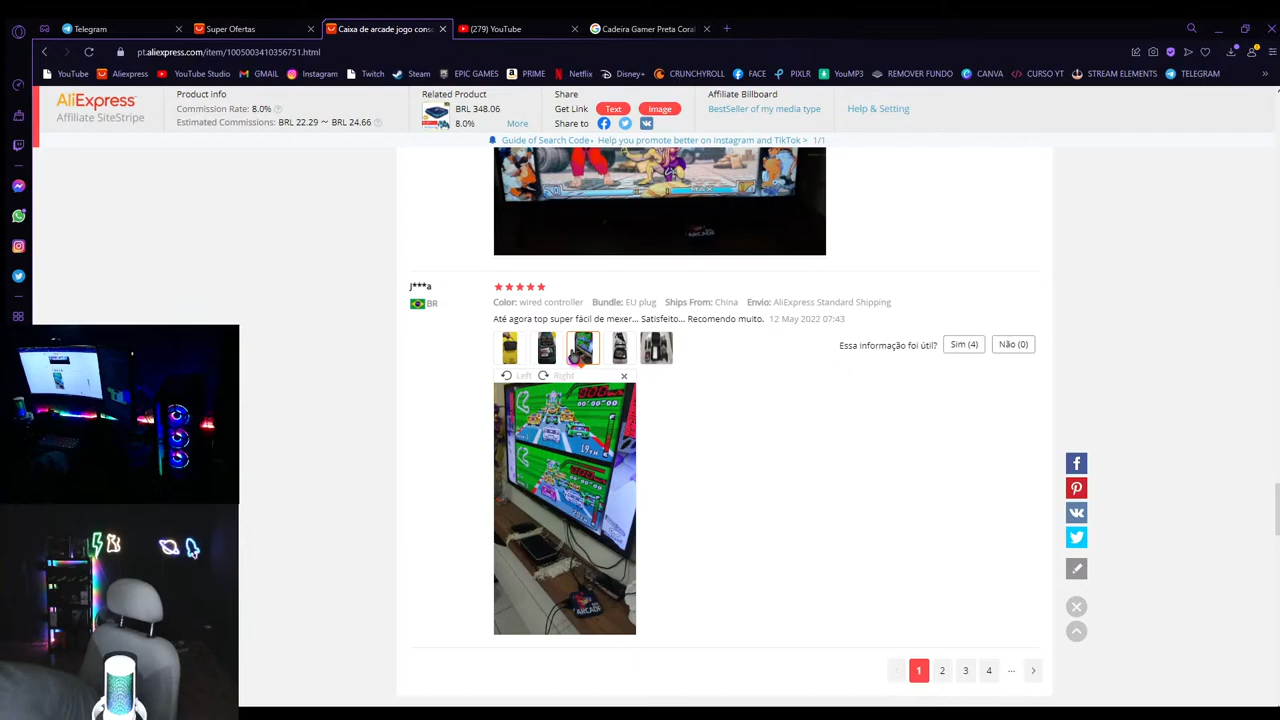 Telegram
Super Ofertas
Caixa de arcade jogo cons
(279) YouTube
Cadeira Gamer Preta Coral
pt.aliexpress.com/item/1005003410356751.html
YouTube
Aliexpress
YouTube Studio
GMAIL
Instagram
Twitch
Steam
EPIC GAMES
PRIME
Netflix
Disney+
CRUNCHYROLL
FACE
PIXLR
YouMP3
REMOVER FUNDO
CANVA
CURSO YT
STREAM ELEMENTS
TELEGRAM
AliExpress
Affiliate SiteStripe
Product info
Commission Rate: 8.0%
Estimated Commissions: BRL 22.29 ~ BRL 24.66
Related Product
BRL 348.06
8.0%
More
Share
Get Link
Text
Image
Share to
Affiliate Billboard
BestSeller of my media type
Help & Setting
Guide of Search Code
Help you promote better on Instagram and TikTok >
1/1
MAX
ARCADE
J***a
BR
Color: wired controller Bundle: EU plug Ships From: China Envio: AliExpress Standard Shipping
Até agora top super fácil de mexer... Satisfeito... Recomendo muito. 12 May 2022 07:43
Essa informação foi útil?
Sim (4)
Não (0)
Left
Right
19TH
ARCADE
1
2
3
4
...